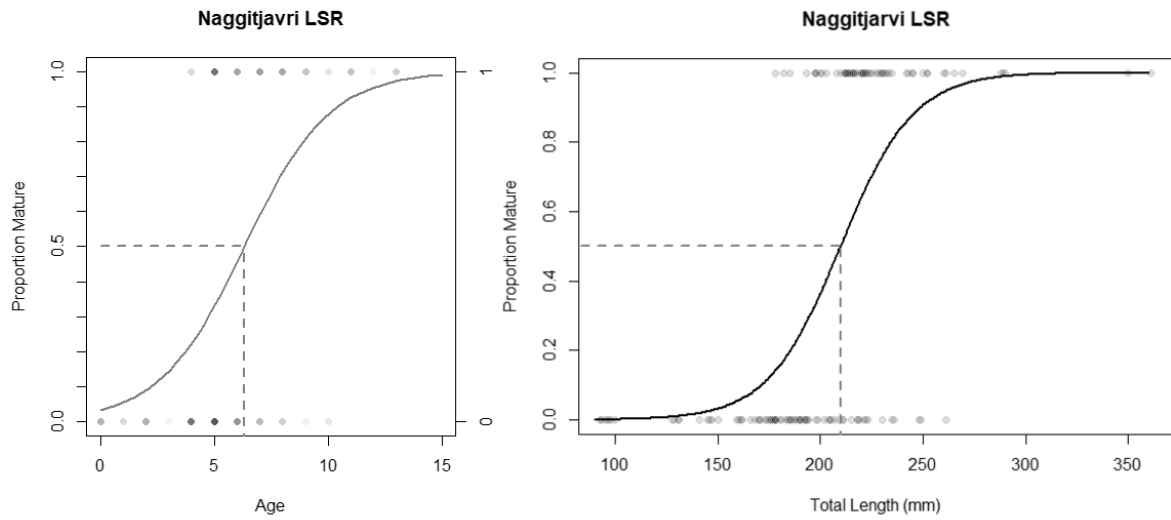 Naggitjavri LSR
Proportion Mature
1.0
0.5
0.0
1
0
0 5 10 15
Age
Naggitjarvi LSR
Proportion Mature
1.0
0.8
0.6
0.4
0.2
0.0
100 150 200 250 300 350
Total Length (mm)